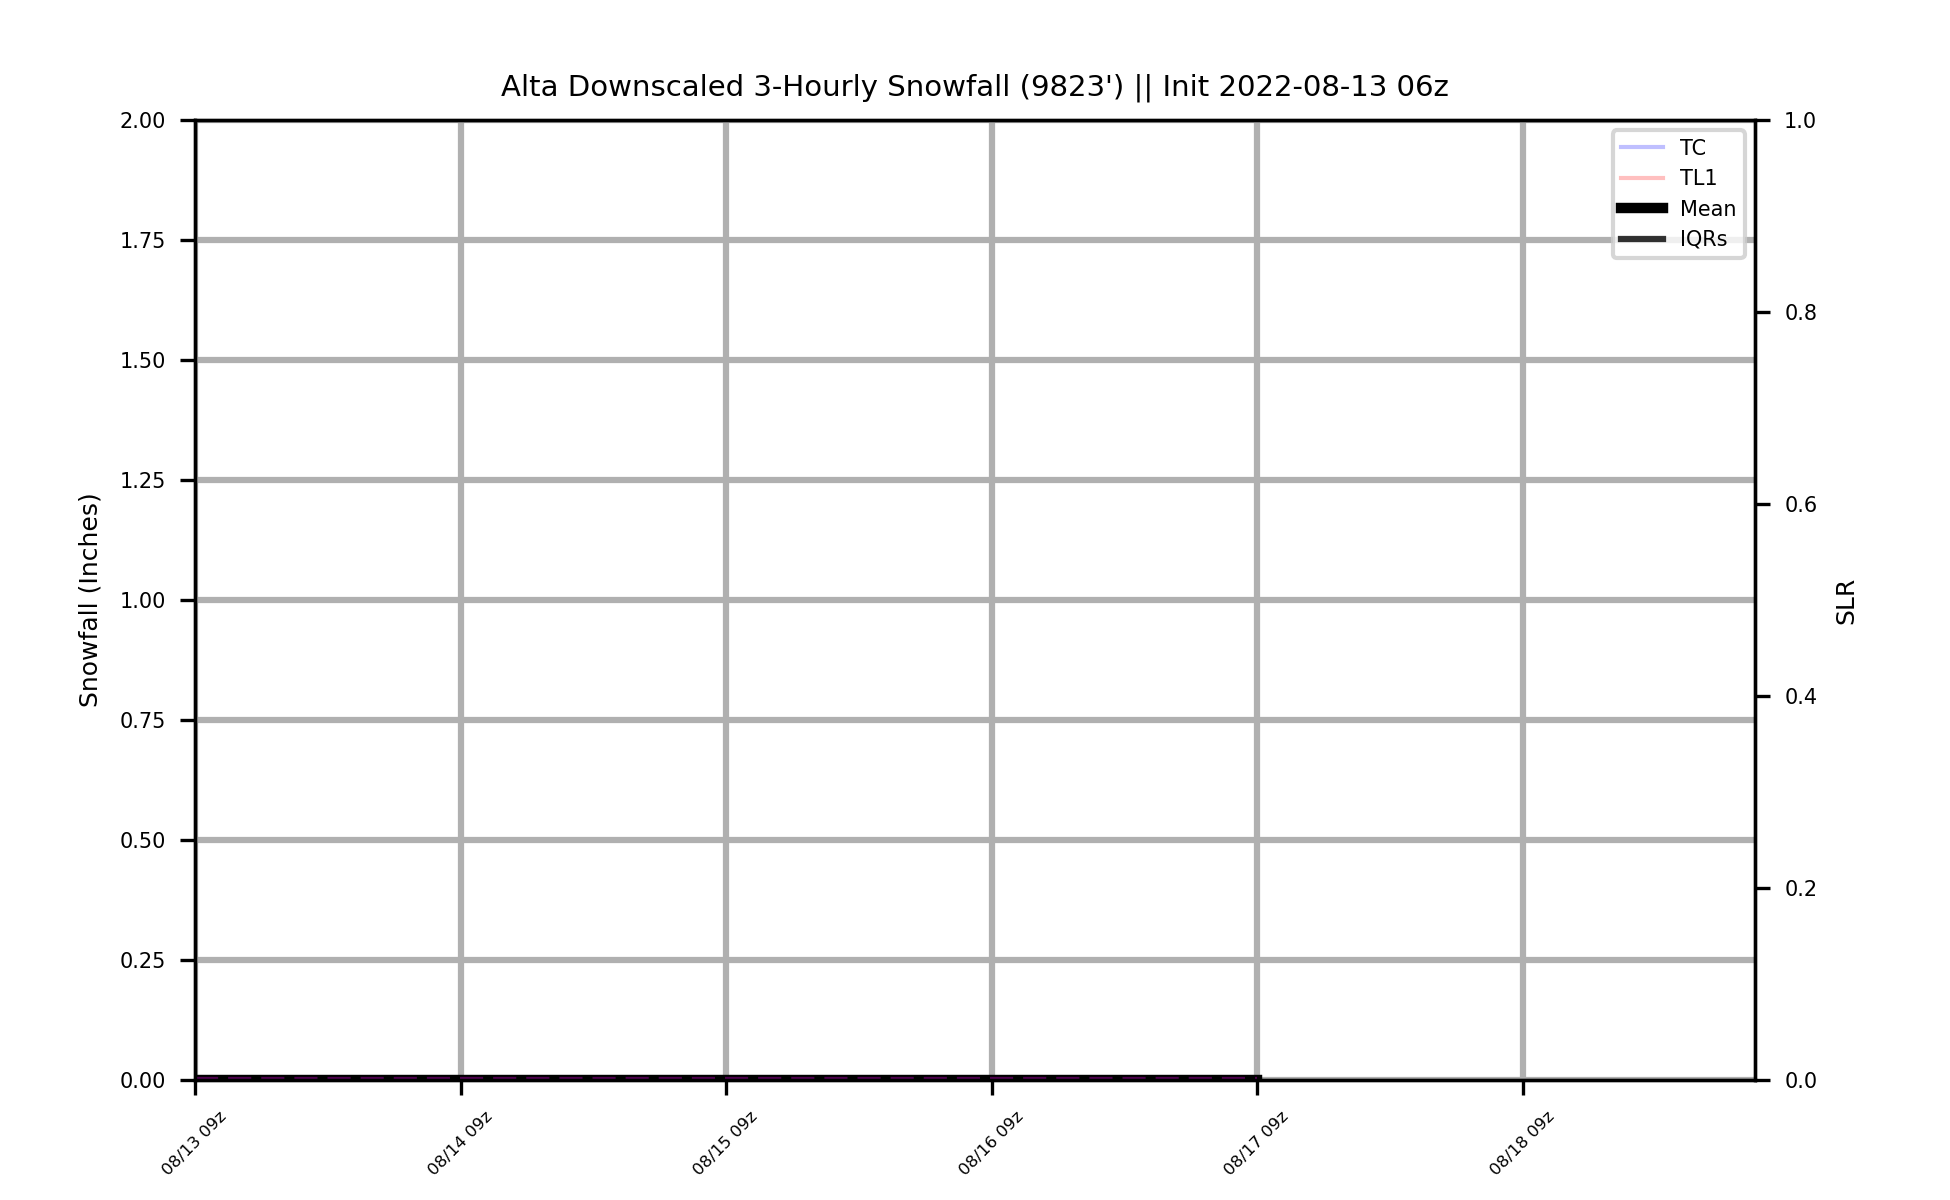 Alta Downscaled 3-Hourly Snowfall (9823') || Init 2022-08-13 06z
2.00
1.75
1.50
1.25
1.00
0.75
0.50
0.25
0.00
Snowfall (Inches)
TC
TL1
Mean
IQRs
1.0
0.8
0.6
0.4
0.2
0.0
SLR
08/13 09z
08/14 09z
08/15 09z
08/16 09z
08/17 09z
08/18 09z